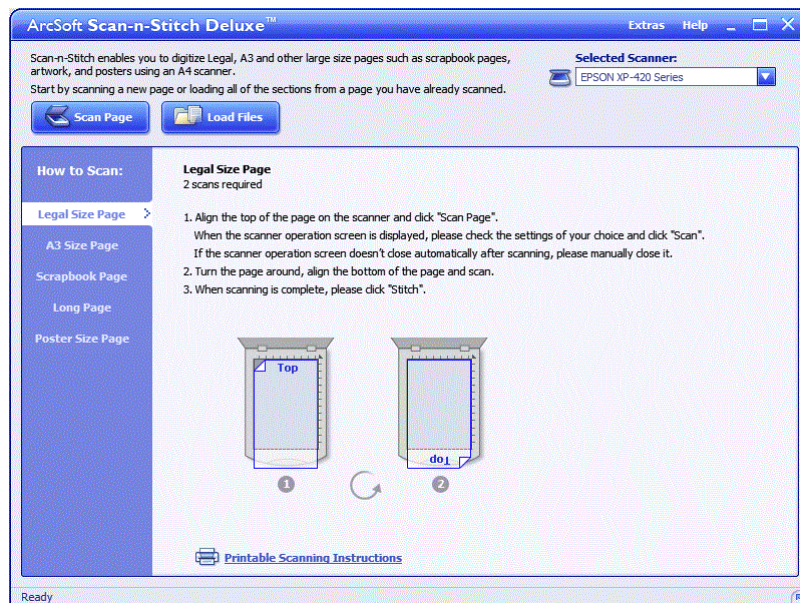 ArcSoft Scan-n-Stitch Deluxe™
Extras Help
Scan-n-Stitch enables you to digitize Legal, A3 and other large size pages such as scrapbook pages,
artwork, and posters using an A4 scanner.
Start by scanning a new page or loading all of the sections from a page you have already scanned.
Selected Scanner:
EPSON XP-420 Series
Scan Page
Load Files
How to Scan:
Legal Size Page
A3 Size Page
Scrapbook Page
Long Page
Poster Size Page
Legal Size Page
2 scans required
1. Align the top of the page on the scanner and click "Scan Page".
When the scanner operation screen is displayed, please check the settings of your choice and click "Scan".
If the scanner operation screen doesn't close automatically after scanning, please manually close it.
2. Turn the page around, align the bottom of the page and scan.
3. When scanning is complete, please click "Stitch".
Top
Top
1
2
Printable Scanning Instructions
Ready